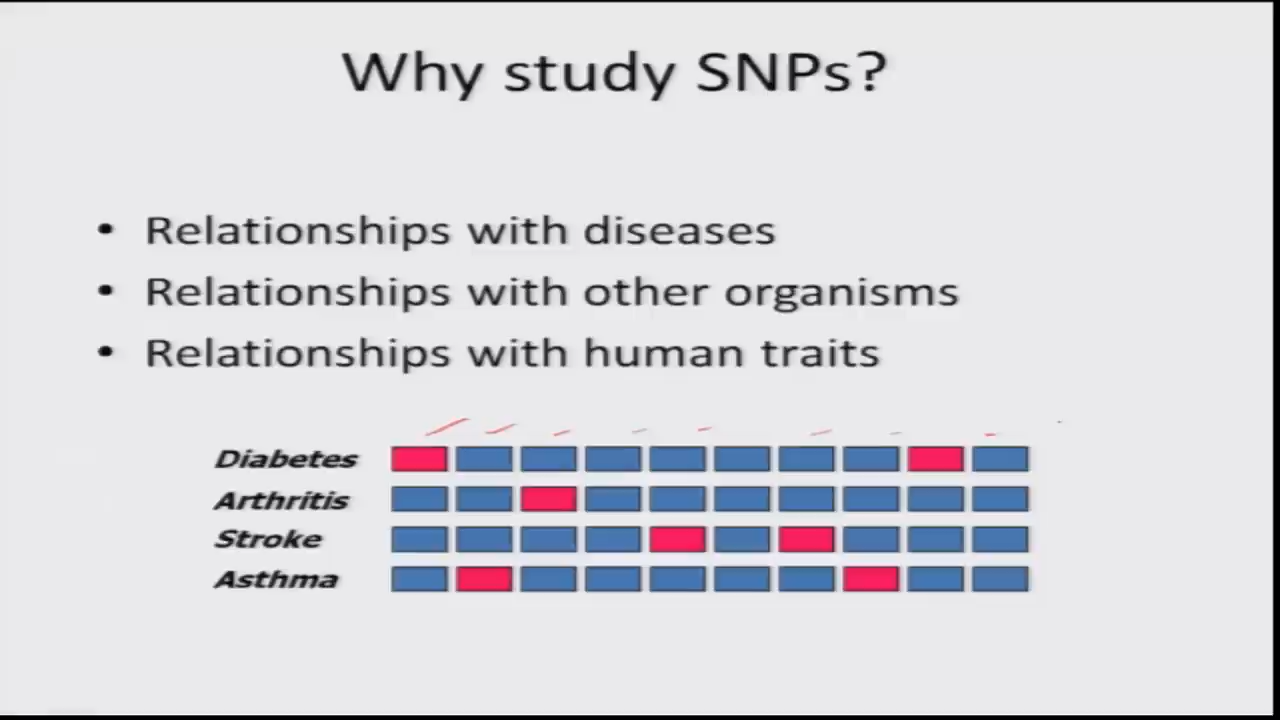 Why study SNPs?
• Relationships with diseases
• Relationships with other organisms
• Relationships with human traits
Diabetes
Arthritis
Stroke
Asthma